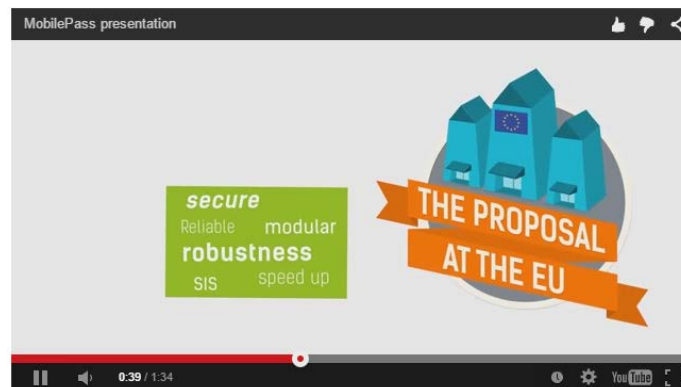 MobilePass presentation
secure
Reliable modular
robustness
SIS speed up
THE PROPOSAL
AT THE EU
0:39 / 1:34
YouTube